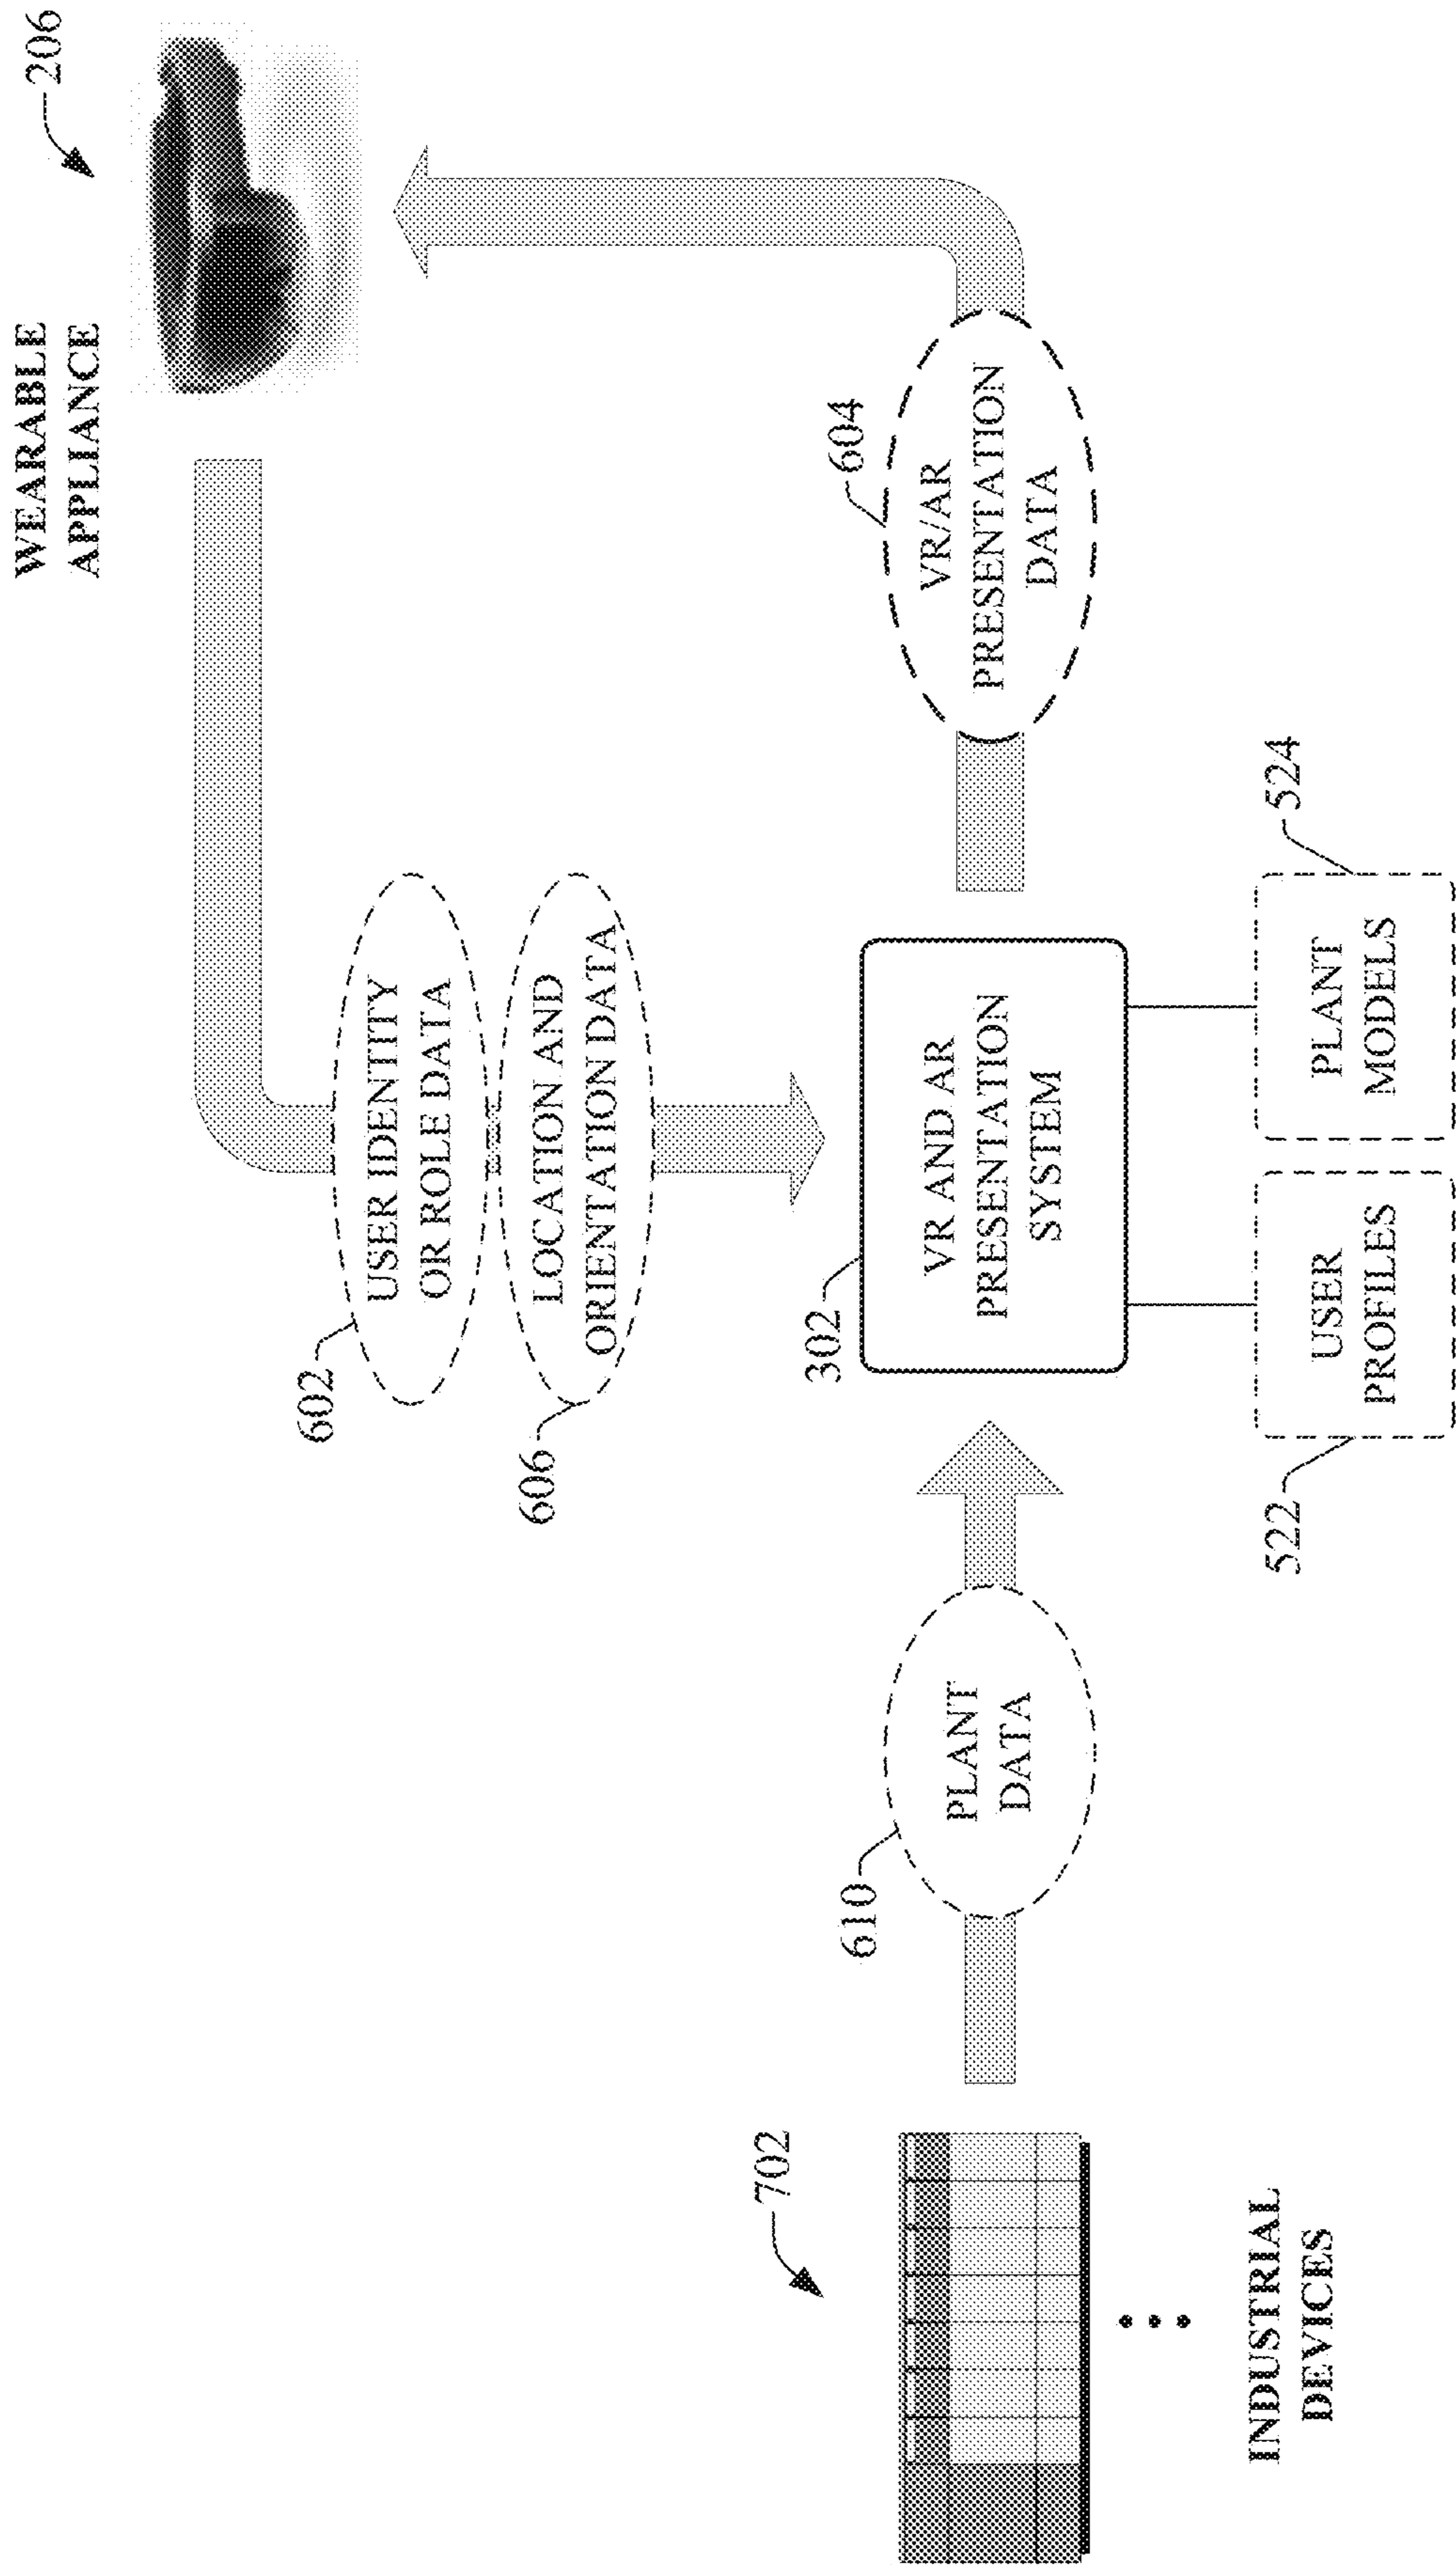 WEARABLE
APPLIANCE
206
602
USER IDENTITY
OR ROLE DATA
606
LOCATION AND
ORIENTATION DATA
604
VR/AR
PRESENTATION
DATA
302
VR AND AR
PRESENTATION
SYSTEM
610
PLANT
DATA
702
INDUSTRIAL
DEVICES
522
USER
PROFILES
524
PLANT
MODELS